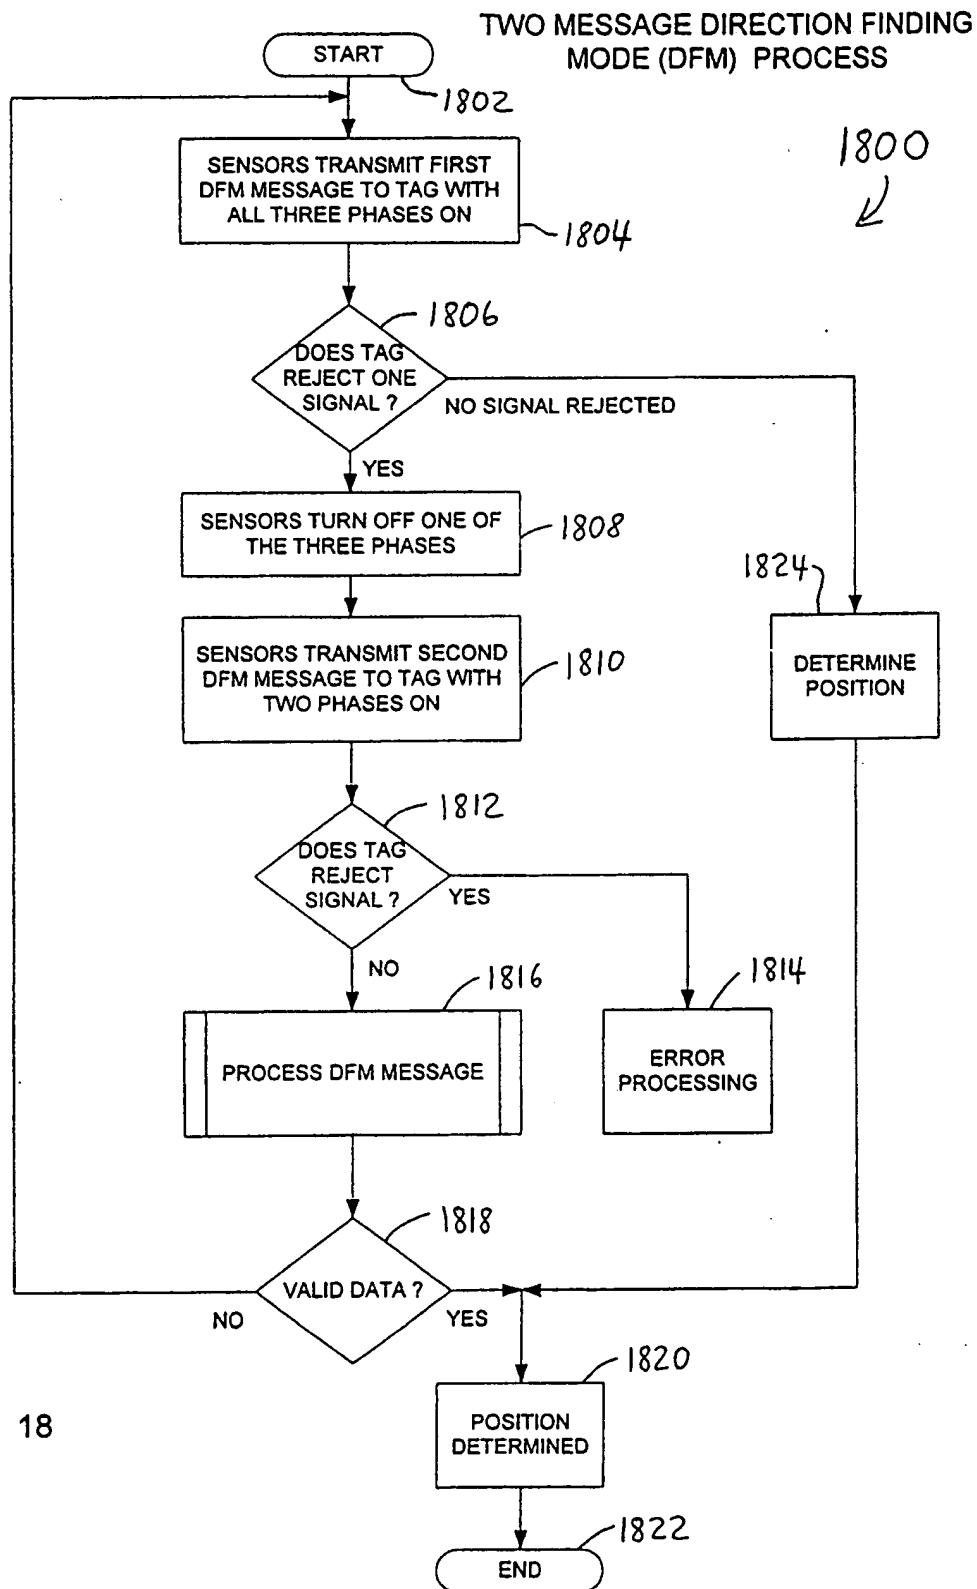 TWO MESSAGE DIRECTION FINDING
MODE (DFM) PROCESS
START
1802
1800
SENSORS TRANSMIT FIRST
DFM MESSAGE TO TAG WITH
ALL THREE PHASES ON
1804
1806
DOES TAG
REJECT ONE
SIGNAL ?
NO SIGNAL REJECTED
YES
SENSORS TURN OFF ONE OF
THE THREE PHASES
1808
1824
SENSORS TRANSMIT SECOND
DFM MESSAGE TO TAG WITH
TWO PHASES ON
1810
DETERMINE
POSITION
1812
DOES TAG
REJECT
SIGNAL ?
YES
NO
1816
1814
PROCESS DFM MESSAGE
ERROR
PROCESSING
1818
VALID DATA ?
NO
YES
1820
18
POSITION
DETERMINED
1822
END